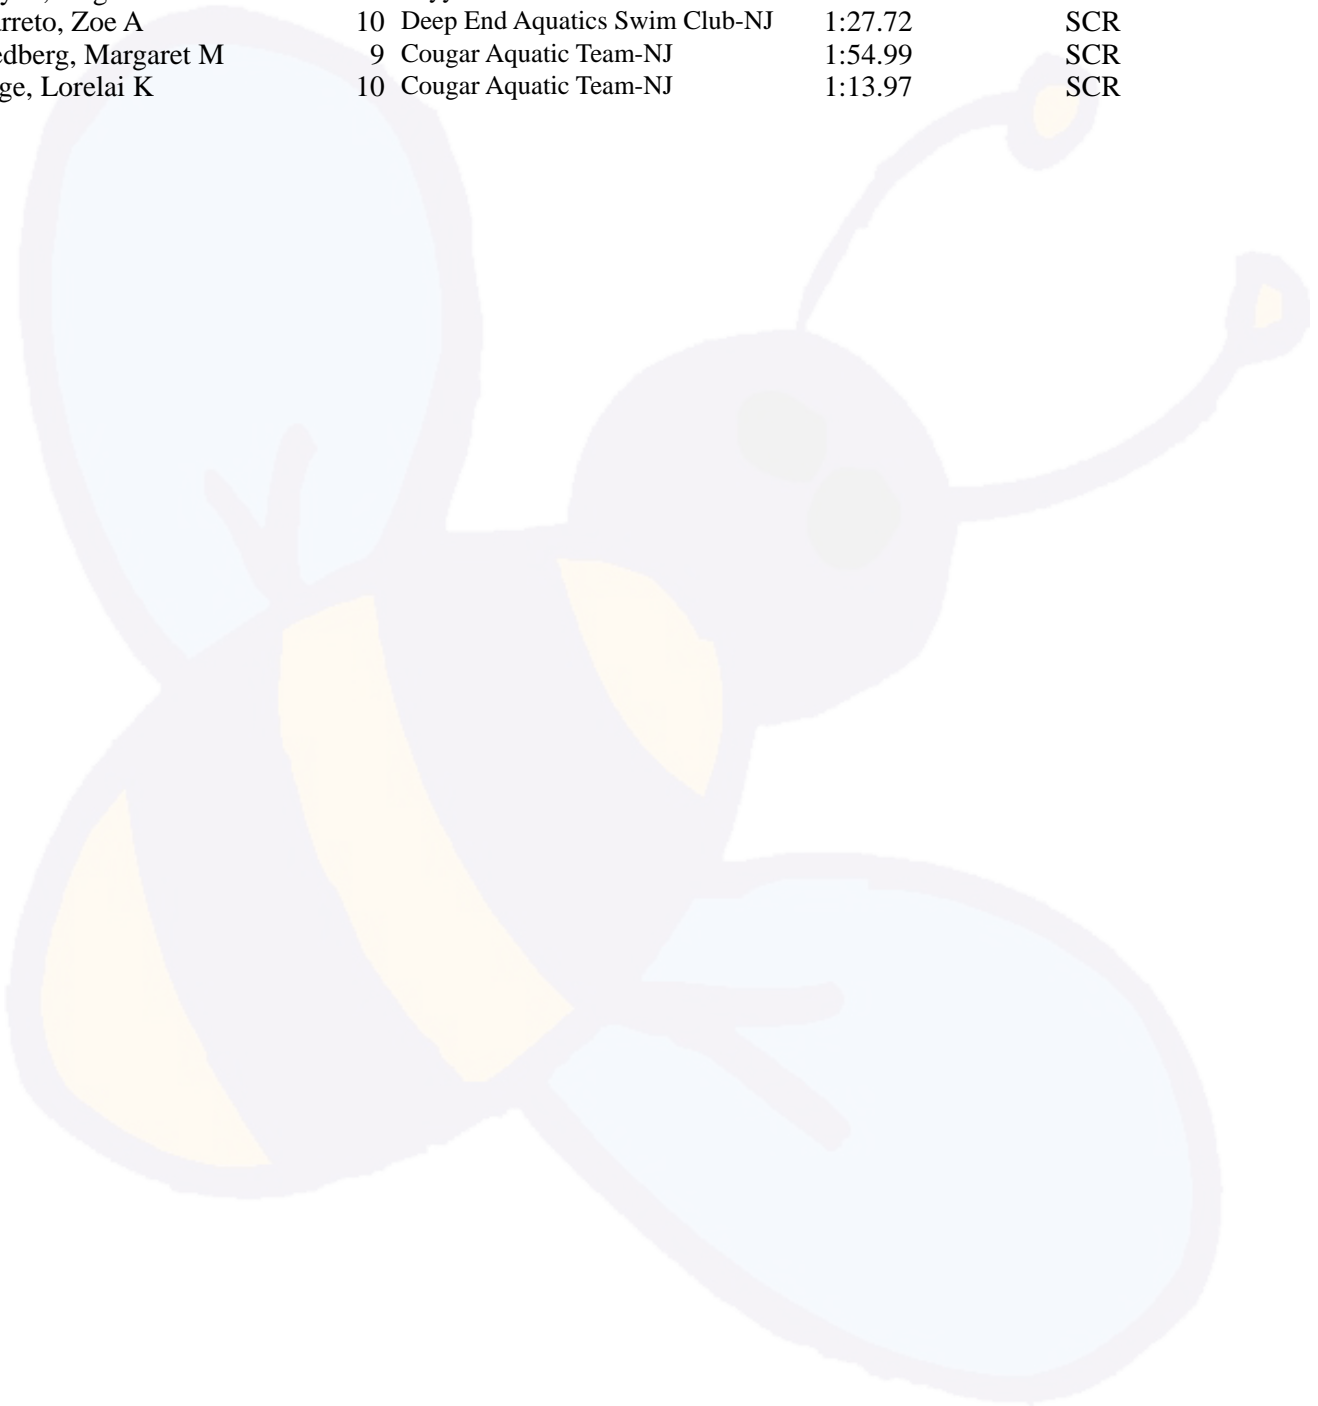 rreto, Zoe A 10 Deep End Aquatics Swim Club-NJ 1:27.72 SCR
edberg, Margaret M 9 Cougar Aquatic Team-NJ 1:54.99 SCR
ge, Lorelai K 10 Cougar Aquatic Team-NJ 1:13.97 SCR